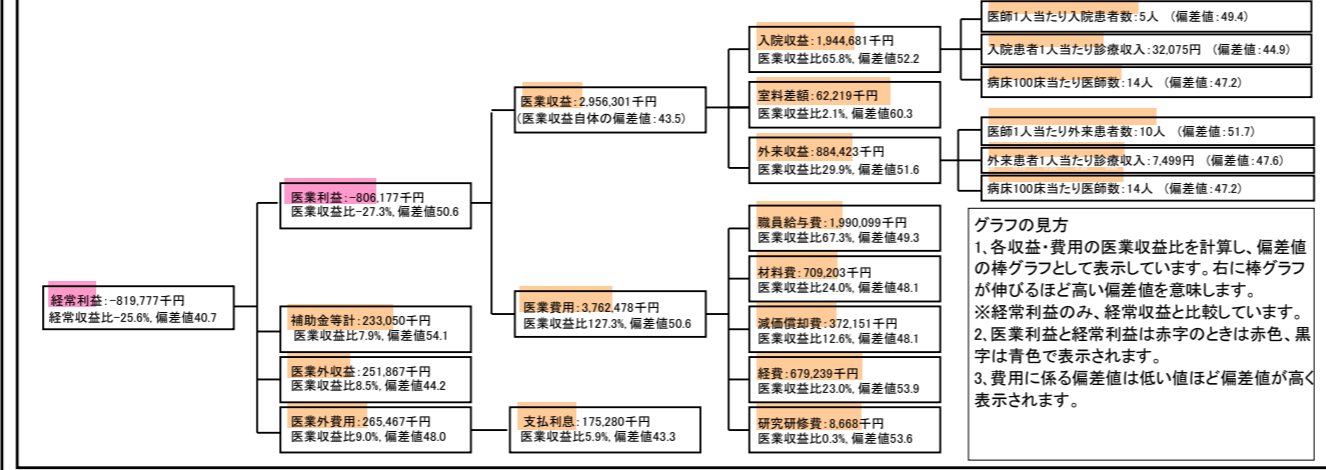 経常利益:-819,777千円
経常収益比-25.6%, 偏差値40.7
医業利益:-806,177千円
医業収益比-27.3%, 偏差値50.6
補助金等計:233,050千円
医業収益比7.9%, 偏差値54.1
医業外収益:251,867千円
医業収益比8.5%, 偏差値44.2
医業外費用:265,467千円
医業収益比9.0%, 偏差値48.0
医業収益:2,956,301千円
(医業収益自体の偏差値:43.5)
医業費用:3,762,478千円
医業収益比127.3%, 偏差値50.6
支払利息:175,280千円
医業収益比5.9%, 偏差値43.3
入院収益:1,944,681千円
医業収益比65.8%, 偏差値52.2
室料差額:62,219千円
医業収益比2.1%, 偏差値60.3
外来収益:884,423千円
医業収益比29.9%, 偏差値51.6
職員給与費:1,990,099千円
医業収益比67.3%, 偏差値49.3
材料費:709,203千円
医業収益比24.0%, 偏差値48.1
減価償却費:372,151千円
医業収益比12.6%, 偏差値48.1
経費:679,239千円
医業収益比23.0%, 偏差値53.9
研究研修費:8,668千円
医業収益比0.3%, 偏差値53.6
医師1人当たり入院患者数:5人 (偏差値:49.4)
入院患者1人当たり診療収入:32,075円 (偏差値:44.9)
病床100床当たり医師数:14人 (偏差値:47.2)
医師1人当たり外来患者数:10人 (偏差値:51.7)
外来患者1人当たり診療収入:7,499円 (偏差値:47.6)
病床100床当たり医師数:14人 (偏差値:47.2)
グラフの見方
1、各収益・費用の医業収益比を計算し、偏差値
の棒グラフとして表示しています。右に棒グラフ
が伸びるほど高い偏差値を意味します。
※経常利益のみ、経常収益と比較しています。
2、医業利益と経常利益は赤字のときは赤色、黒
字は青色で表示されます。
3、費用に係る偏差値は低い値ほど偏差値が高く
表示されます。